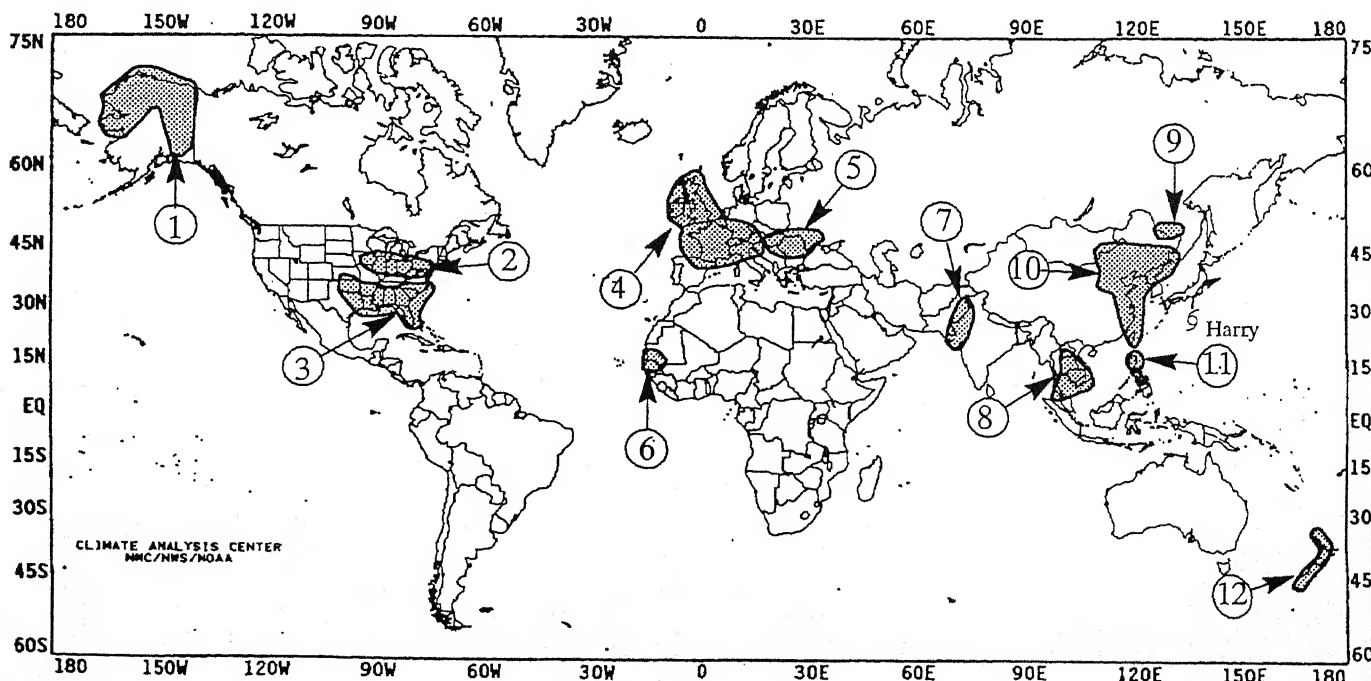 180 150W 120W 90W 60W 30W 0 30E 60E 90E 120E 150E 180
75N 75
60N 60
45N 45
30N 30
15N 15
EQ EQ
15S 15
30S 30
45S 45
60S 60
1
2
3
4
5
6
7
8
9
10
Harry
11
12
CLIMATE ANALYSIS CENTER
NMC/NWS/NOAA
180 150W 120W 90W 60W 30W 0 30E 60E 90E 120E 150E 180